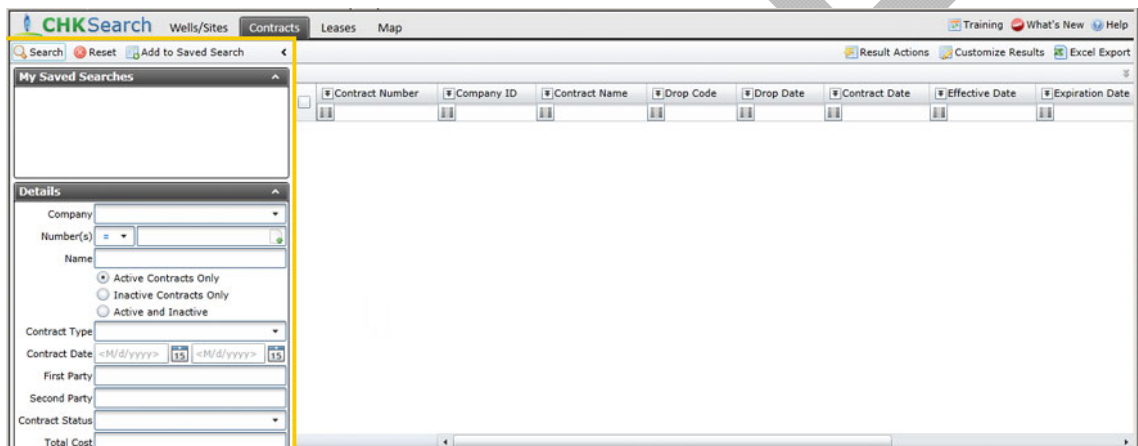 CHKSearch Wells/Sites Contracts Leases Map Training What's New Help
Search Reset Add to Saved Search < Result Actions Customize Results Excel Export
My Saved Searches
Contract Number Company ID Contract Name Drop Code Drop Date Contract Date Effective Date Expiration Date
Details
Company
Number(s) =
Name
Active Contracts Only
Inactive Contracts Only
Active and Inactive
Contract Type
Contract Date <M/d/yyyy> 15 <M/d/yyyy> 15
First Party
Second Party
Contract Status
Total Cost